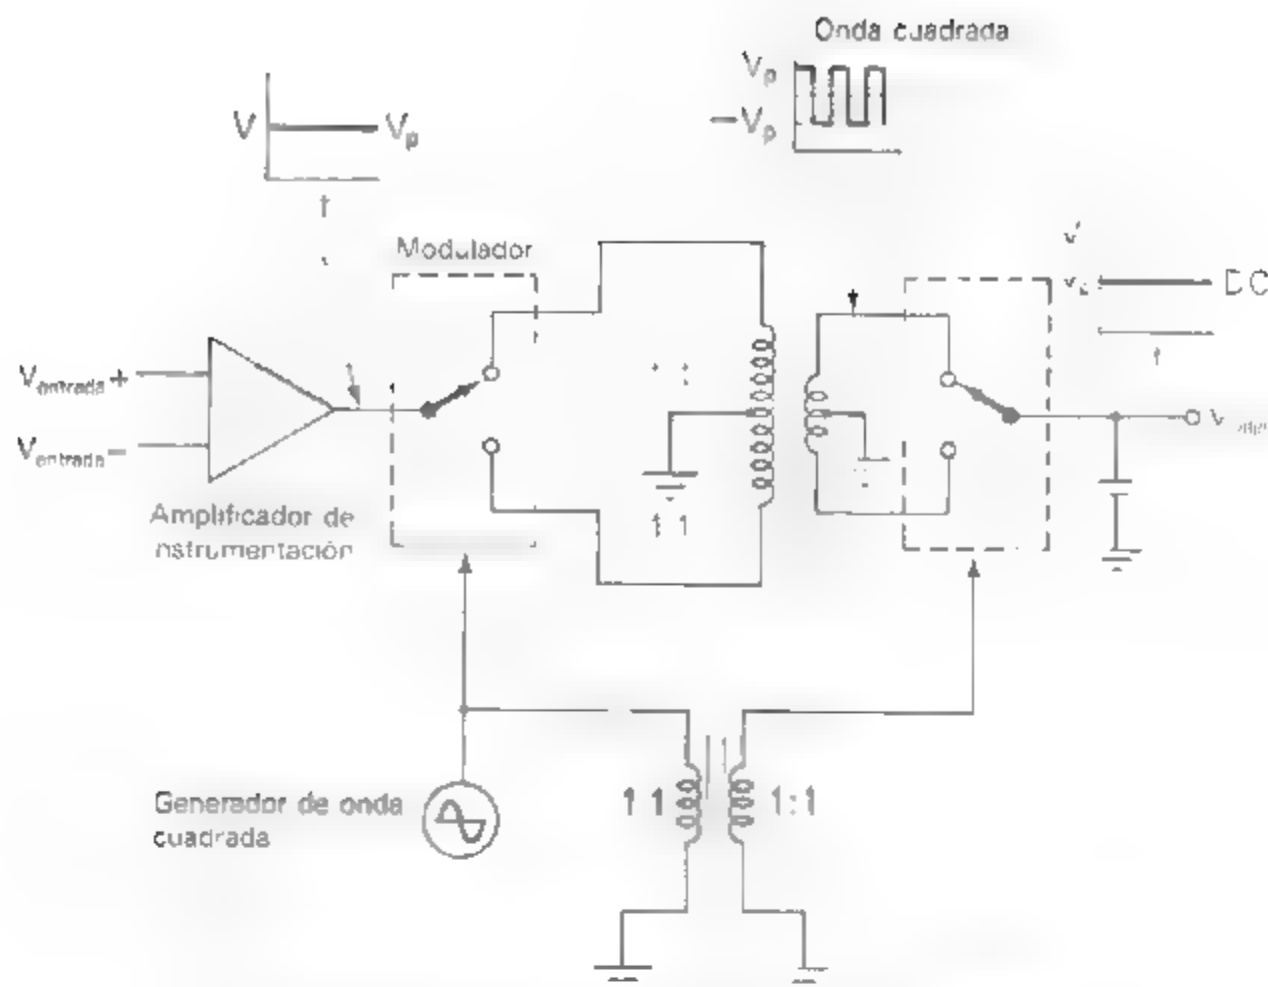 Onda cuadrada
V
Vp
Vp
−Vp
t
Modulador
V
DC
t
Ventrada+
Ventrada−
Amplificador de
nstrumentación
1 1
Generador de onda
cuadrada
1 1
1:1